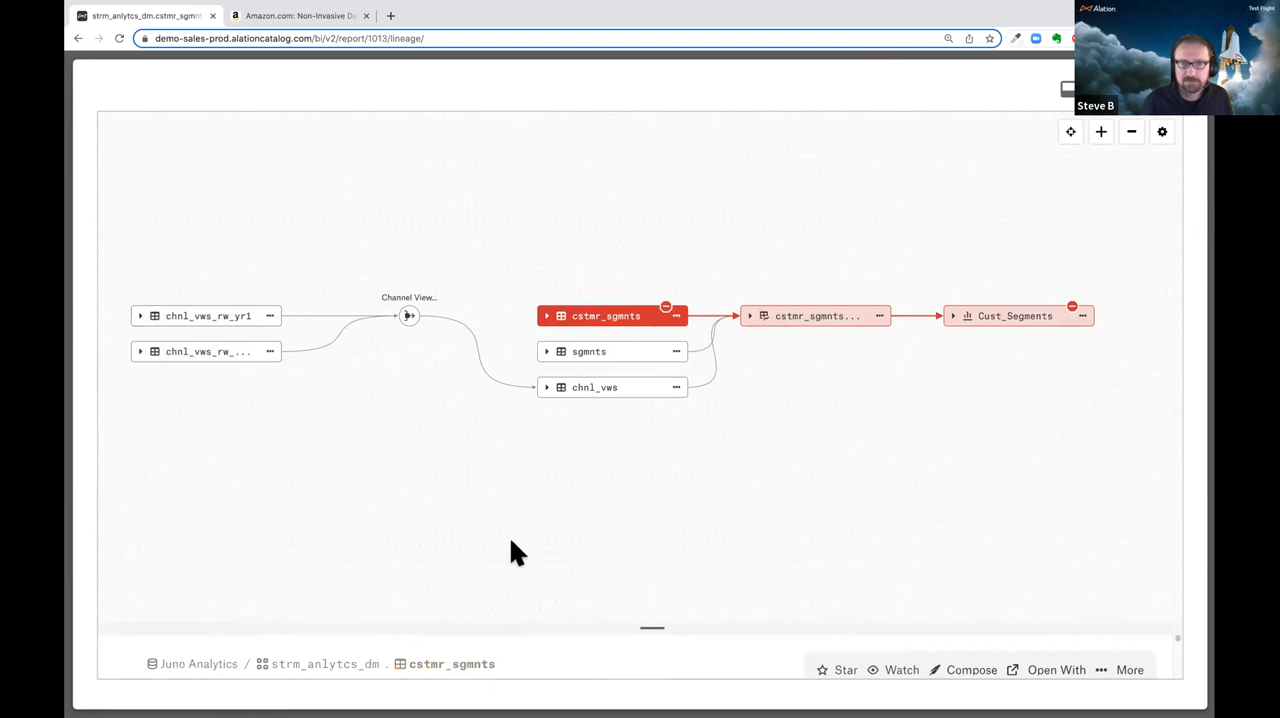 strm_anlytcs_dm.cstmr_sgmnt
Amazon.com: Non-Invasive Da
demo-sales-prod.alationcatalog.com/bi/v2/report/1013/lineage/
Alation
Test Flight
Steve B
Channel View...
chnl_vws_rw_yr1
cstmr_sgmnts
cstmr_sgmnts...
Cust_Segments
chnl_vws_rw_...
sgmnts
chnl_vws
Juno Analytics / strm_anlytcs_dm . cstmr_sgmnts
Star Watch Compose Open With More